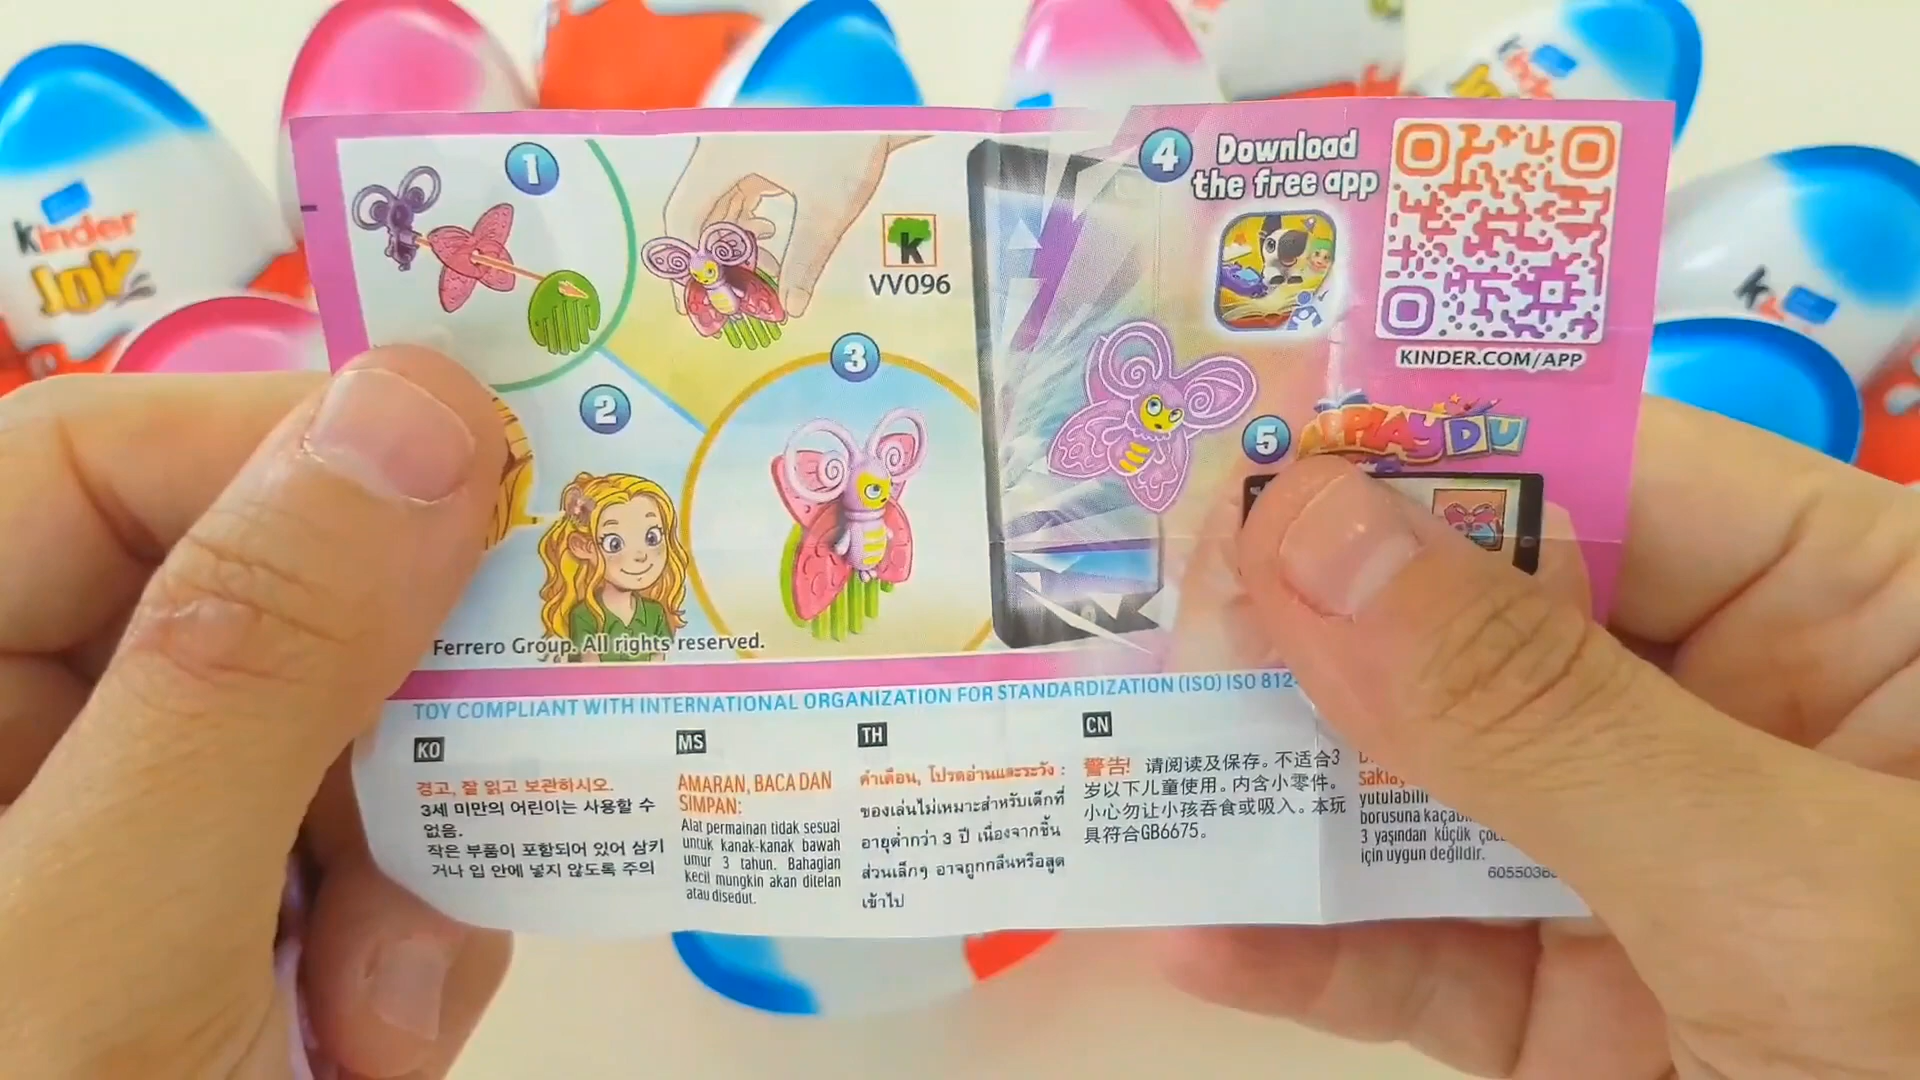 kinder
JOY
1
VV096
4
Download
the free app
KINDER.COM/APP
2
3
5
APPLAYDU
Ferrero Group. All rights reserved.
TOY COMPLIANT WITH INTERNATIONAL ORGANIZATION FOR STANDARDIZATION (ISO) ISO 812
KO
경고, 잘 읽고 보관하시오.
3세 미만의 어린이는 사용할 수
없음.
작은 부품이 포함되어 있어 삼키
거나 입 안에 넣지 않도록 주의
MS
AMARAN, BACA DAN
SIMPAN:
Alat permainan tidak sesuai
untuk kanak-kanak bawah
umur 3 tahun. Bahagian
kecil mungkin akan ditelan
atau disedut.
TH
คำเตือน, โปรดอ่านและระวัง :
ของเล่นไม่เหมาะสำหรับเด็กที่
อายุต่ำกว่า 3 ปี เนื่องจากชิ้น
ส่วนเล็กๆ อาจถูกกลืนหรือสูด
เข้าไป
CN
警告! 请阅读及保存。不适合3
岁以下儿童使用。内含小零件。
小心勿让小孩吞食或吸入。本玩
具符合GB6675。
yutulabilir
borusuna
3 yaşından küçük
için uygun değildir.